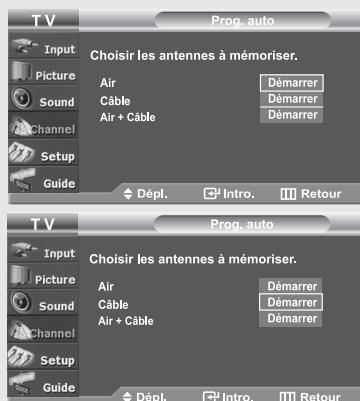 TV
Prog. auto
Input
Choisir les antennes à mémoriser.
Picture
Air Démarrer
Sound
Câble Démarrer
Air + Câble Démarrer
Channel
Setup
Guide
Dépl. Intro. Retour
TV
Prog. auto
Input
Choisir les antennes à mémoriser.
Picture
Air Démarrer
Sound
Câble Démarrer
Air + Câble Démarrer
Channel
Setup
Guide
Dépl. Intro. Retour